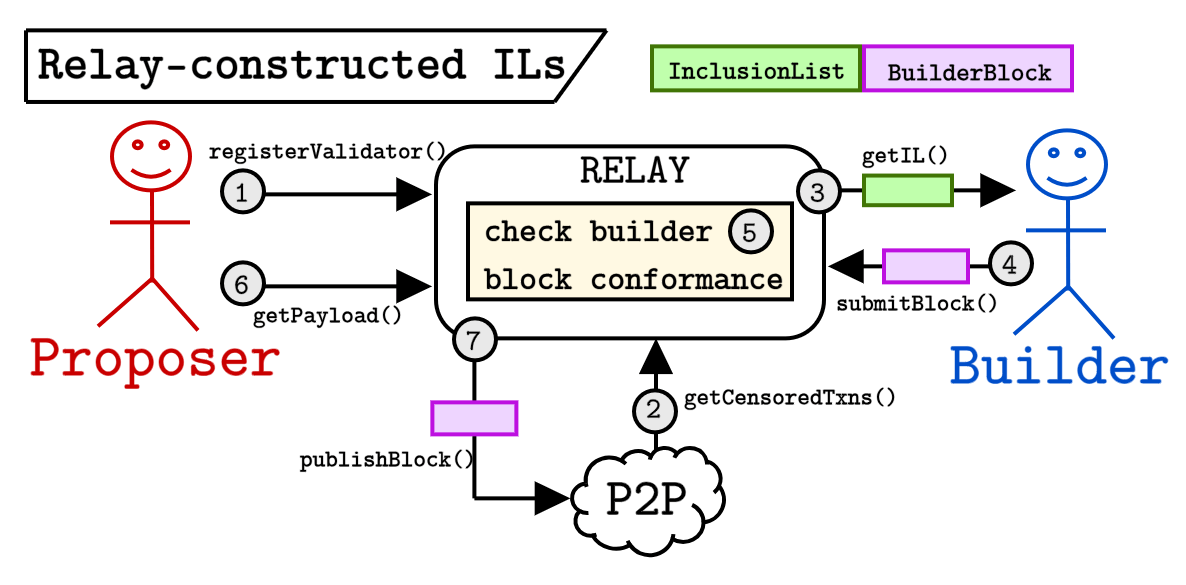 Relay-constructed ILs
InclusionList
BuilderBlock
registerValidator()
1
RELAY
3
getIL()
check builder
5
block conformance
6
getPayload()
4
submitBlock()
7
Proposer
Builder
2
getCensoredTxns()
publishBlock()
P2P